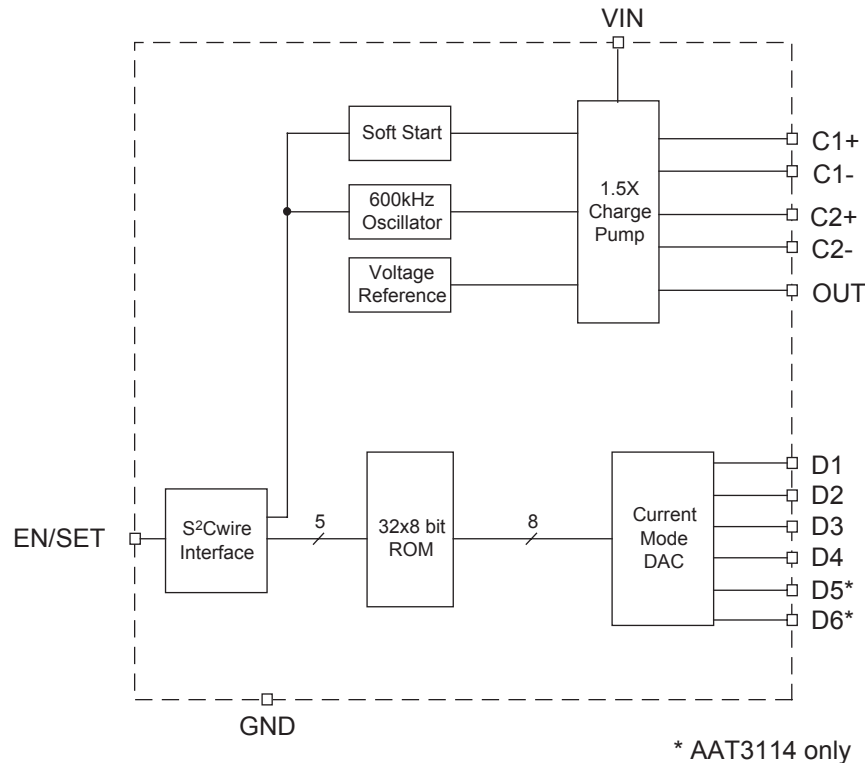 VIN
Soft Start
600kHz
Oscillator
Voltage
Reference
1.5X
Charge
Pump
C1+
C1-
C2+
C2-
OUT
EN/SET
S²Cwire
Interface
5
32x8 bit
ROM
8
Current
Mode
DAC
D1
D2
D3
D4
D5*
D6*
GND
* AAT3114 only